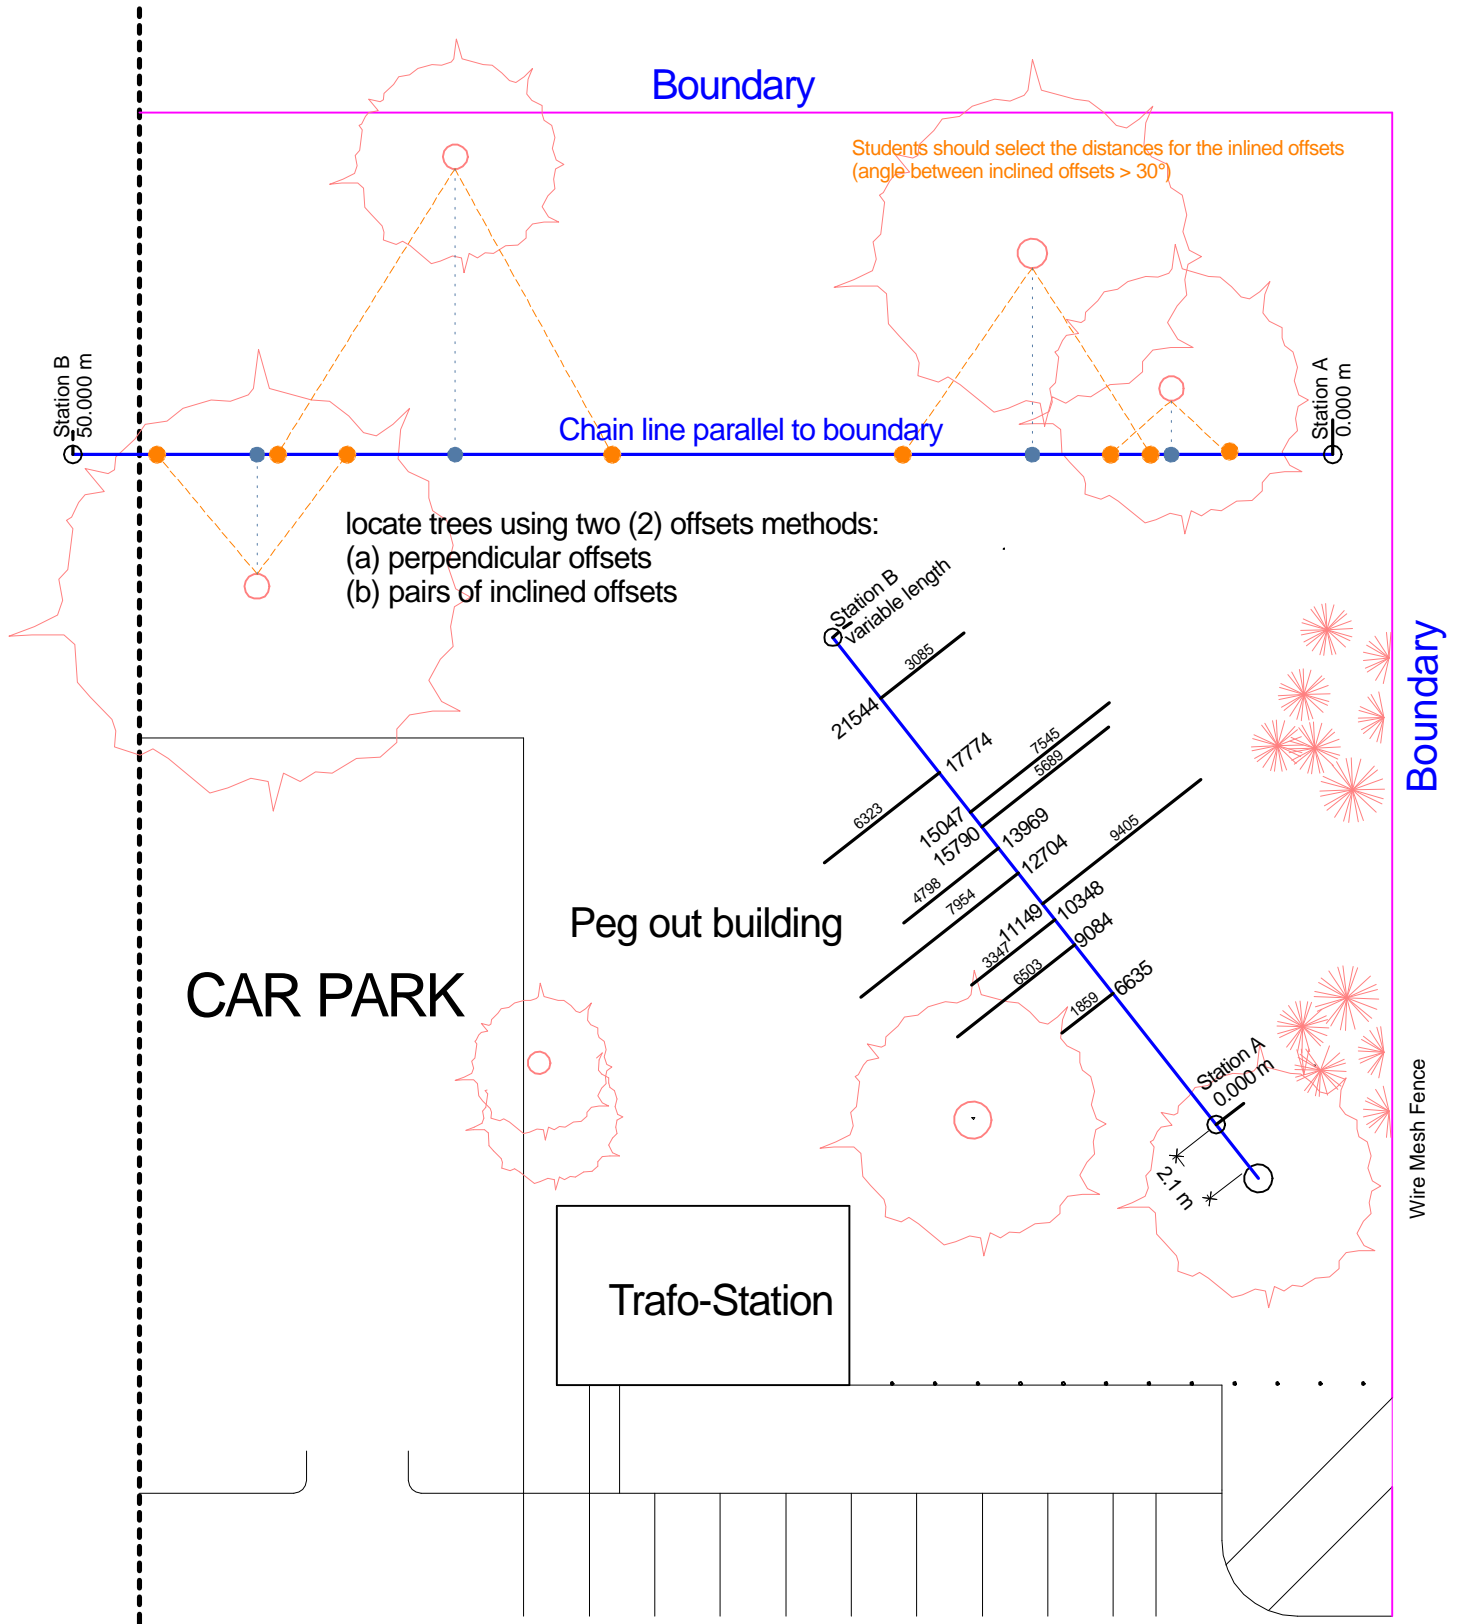 Boundary
Students should select the distances for the inlined offsets
(angle between inclined offsets > 30°)
Station B
50.000 m
Station A
0.000 m
Chain line parallel to boundary
locate trees using two (2) offsets methods:
(a) perpendicular offsets
(b) pairs of inclined offsets
Station B
variable length
3085
21544
17774
7545
5689
6323
15047
15790
13969
12704
9405
4798
7954
11149
10348
9084
3347
6503
6635
1859
Boundary
Peg out building
CAR PARK
Station A
0.000 m
2.1 m
Wire Mesh Fence
Trafo-Station